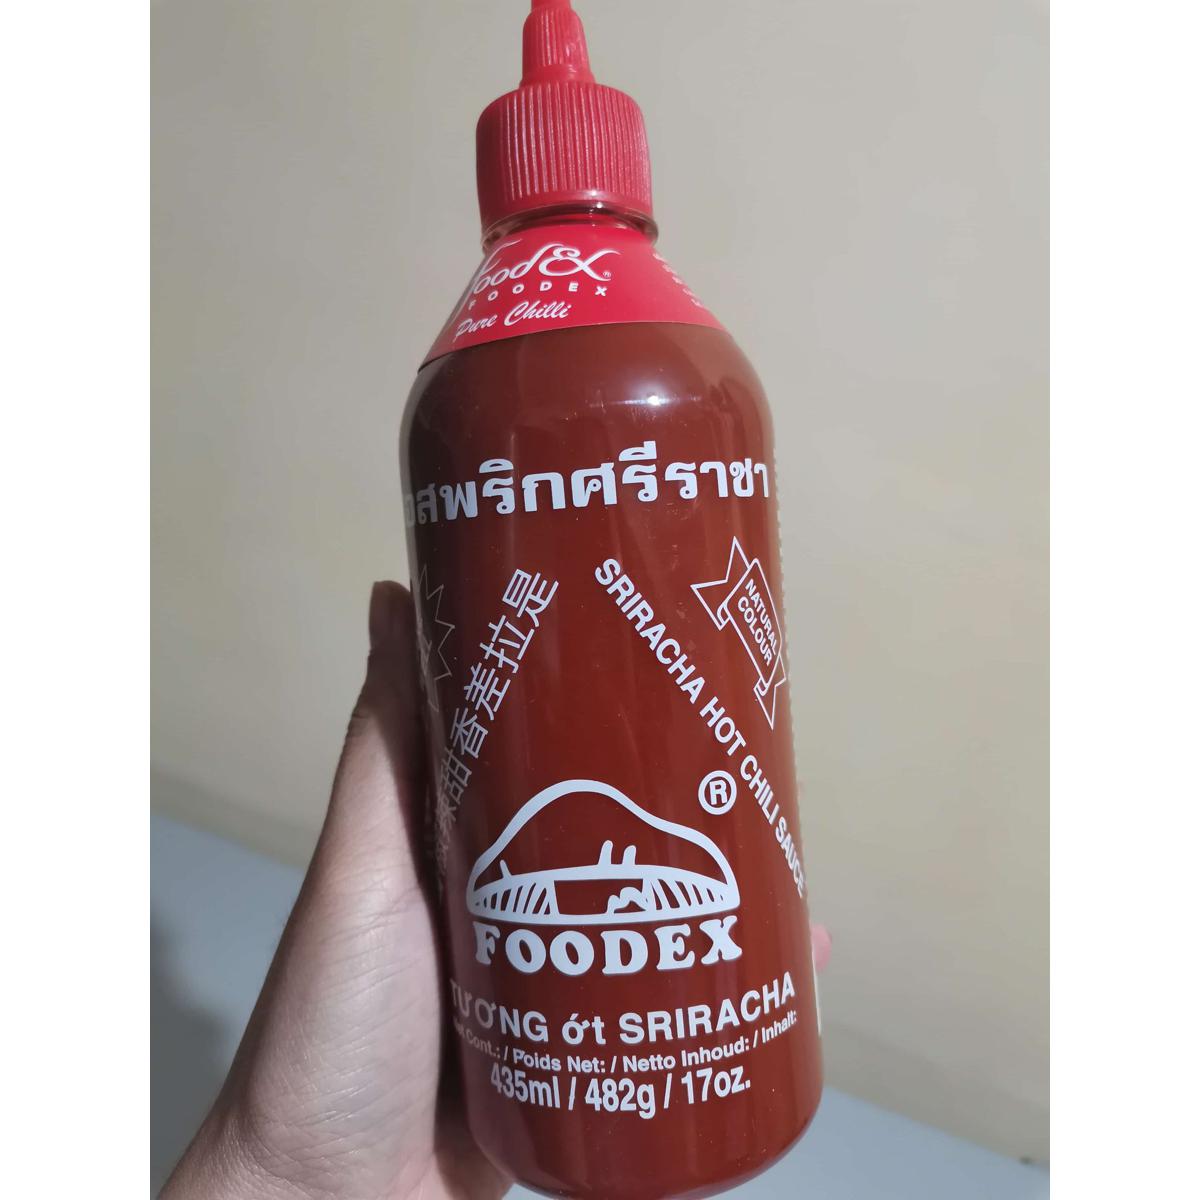 Food&
®
FOODEX
Pure Chilli
อสพริกศรีราชา
是拉差香甜辣
SRIRACHA HOT CHILI SAUCE
NATURAL
COLOUR
®
FOODEX
TƯƠNG ớt SRIRACHA
Cont.: / Poids Net: / Netto Inhoud: / Inhalt:
435ml / 482g / 17oz.